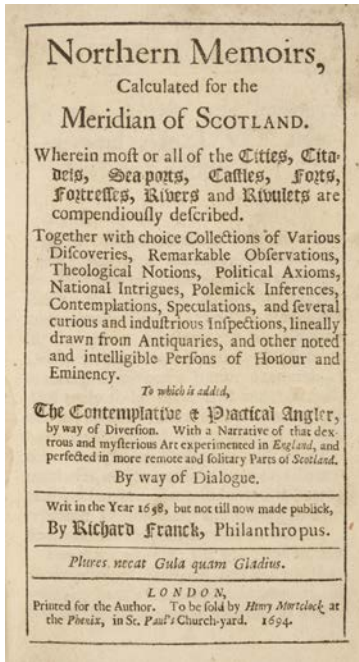 Northern Memoirs,
Calculated for the
Meridian of SCOTLAND.
Wherein moſt or all of the Cities, Cita-
dels, Seaports, Caſtles, Forts,
Fortreſſes, Rivers and Rivulets are
compendiouſly deſcribed.
Together with choice Collections of Various
Diſcoveries, Remarkable Obſervations,
Theological Notions, Political Axioms,
National Intrigues, Polemick Inferences,
Contemplations, Speculations, and ſeveral
curious and induſtrious Inſpections, lineally
drawn from Antiquaries, and other noted
and intelligible Perſons of Honour and
Eminency.
To which is added,
The Contemplative & Practical Angler,
by way of Diverſion. With a Narrative of that dex-
trous and myſterious Art experimented in England, and
perfected in more remote and ſolitary Parts of Scotland.
By way of Dialogue.
Writ in the Year 1658, but not till now made publick,
By Richard Franck, Philanthropus.
Plures necat Gula quam Gladius.
LONDON,
Printed for the Author. To be ſold by Henry Mortclock at
the Phenix, in St. Paul's Church-yard. 1694.